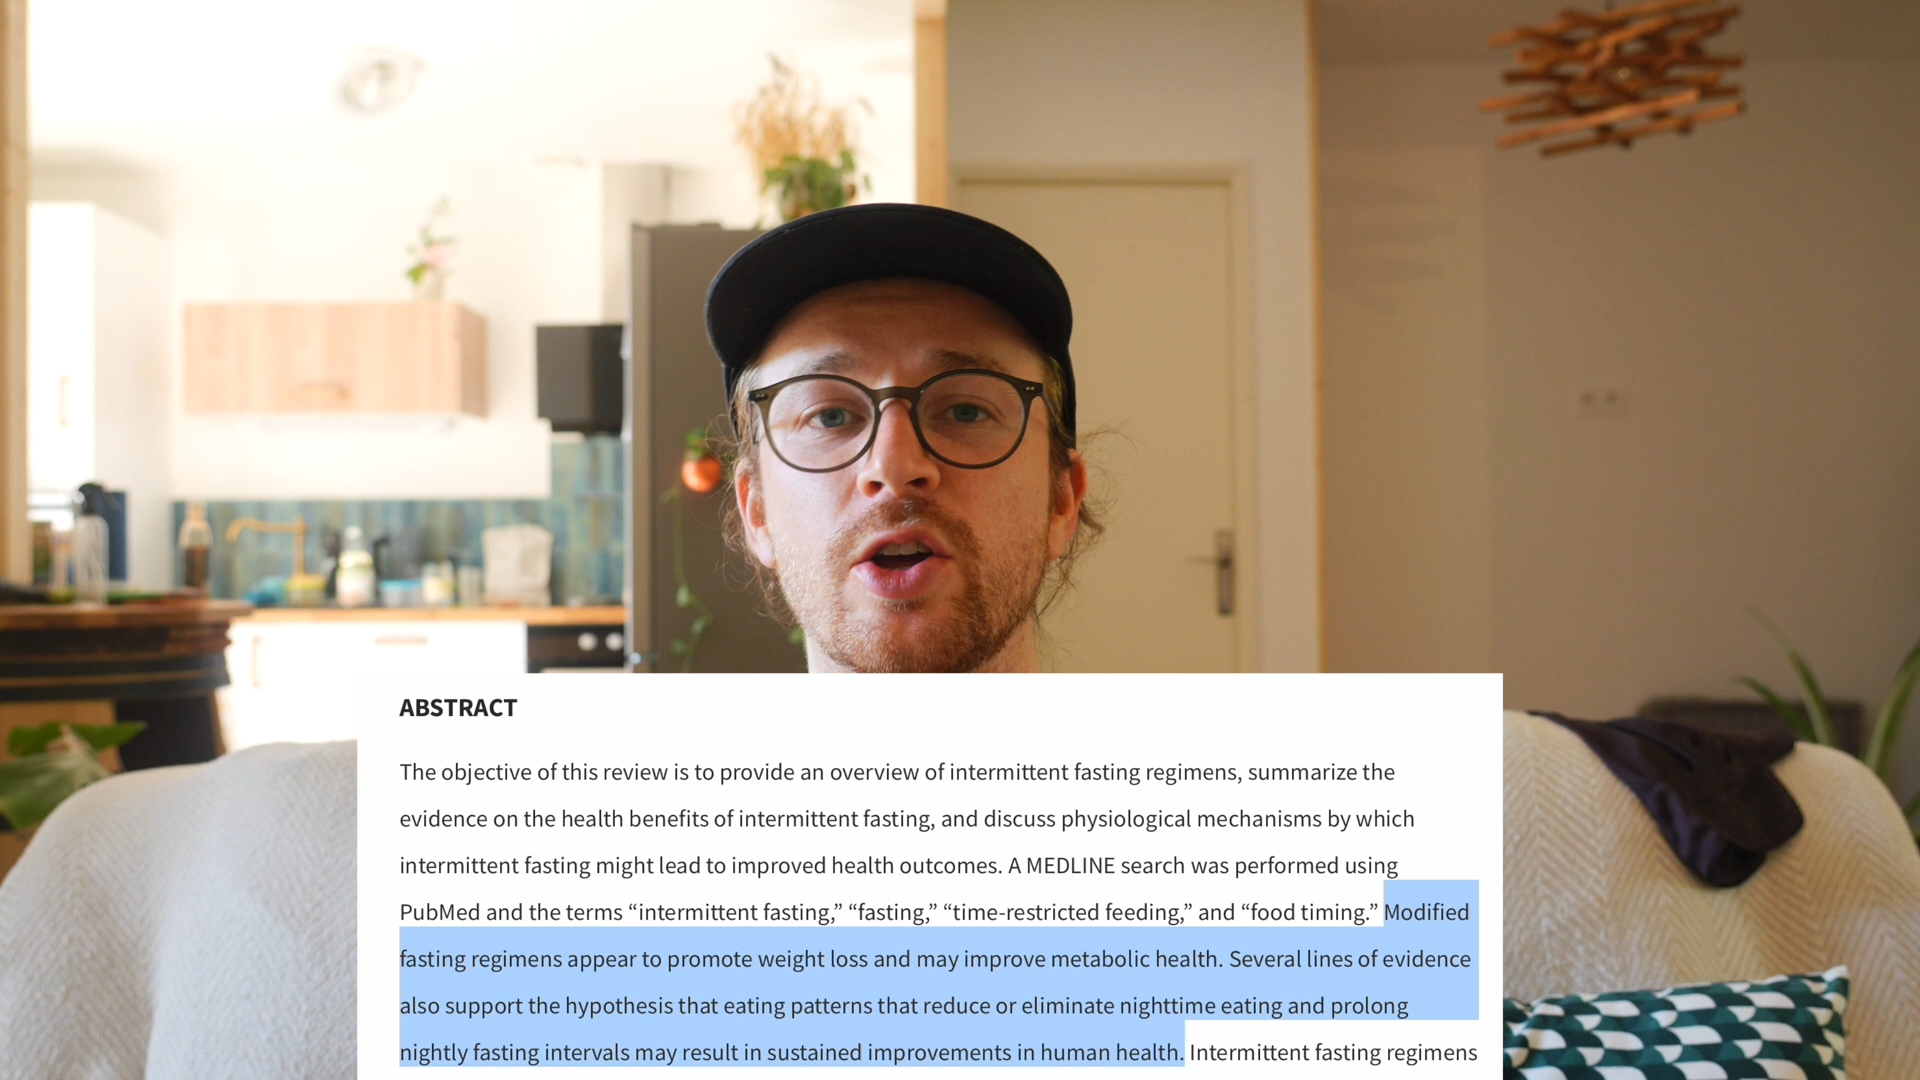 ABSTRACT
The objective of this review is to provide an overview of intermittent fasting regimens, summarize the
evidence on the health benefits of intermittent fasting, and discuss physiological mechanisms by which
intermittent fasting might lead to improved health outcomes. A MEDLINE search was performed using
PubMed and the terms “intermittent fasting,” “fasting,” “time-restricted feeding,” and “food timing.” Modified
fasting regimens appear to promote weight loss and may improve metabolic health. Several lines of evidence
also support the hypothesis that eating patterns that reduce or eliminate nighttime eating and prolong
nightly fasting intervals may result in sustained improvements in human health. Intermittent fasting regimens